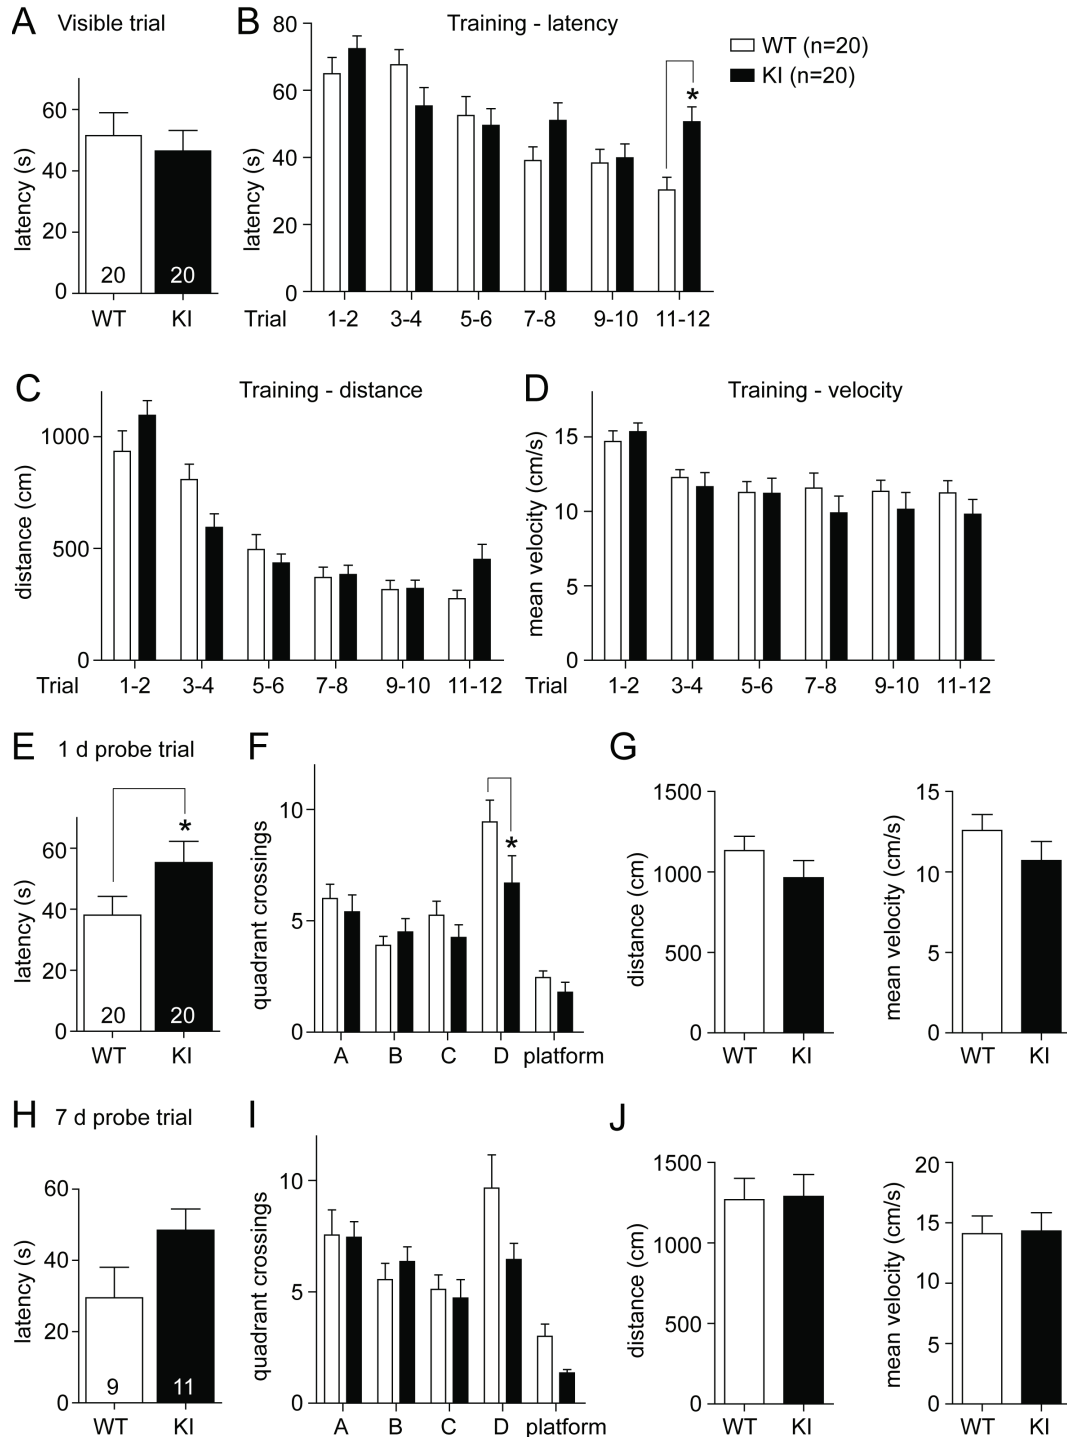 A Visible trial
latency (s)
60
40
20
0
20 20
WT KI
B Training - latency
WT (n=20)
KI (n=20)
latency (s)
80
60
40
20
0
*
Trial 1-2 3-4 5-6 7-8 9-10 11-12
C Training - distance
distance (cm)
1000
500
0
Trial 1-2 3-4 5-6 7-8 9-10 11-12
D Training - velocity
mean velocity (cm/s)
15
10
5
0
Trial 1-2 3-4 5-6 7-8 9-10 11-12
E 1 d probe trial
latency (s)
60
40
20
0
*
20 20
WT KI
F
quadrant crossings
10
5
0
*
A B C D platform
G
distance (cm)
1500
1000
500
0
WT KI
mean velocity (cm/s)
15
10
5
0
WT KI
H 7 d probe trial
latency (s)
60
40
20
0
9 11
WT KI
I
quadrant crossings
10
5
0
A B C D platform
J
distance (cm)
1500
1000
500
0
WT KI
mean velocity (cm/s)
20
15
10
5
0
WT KI